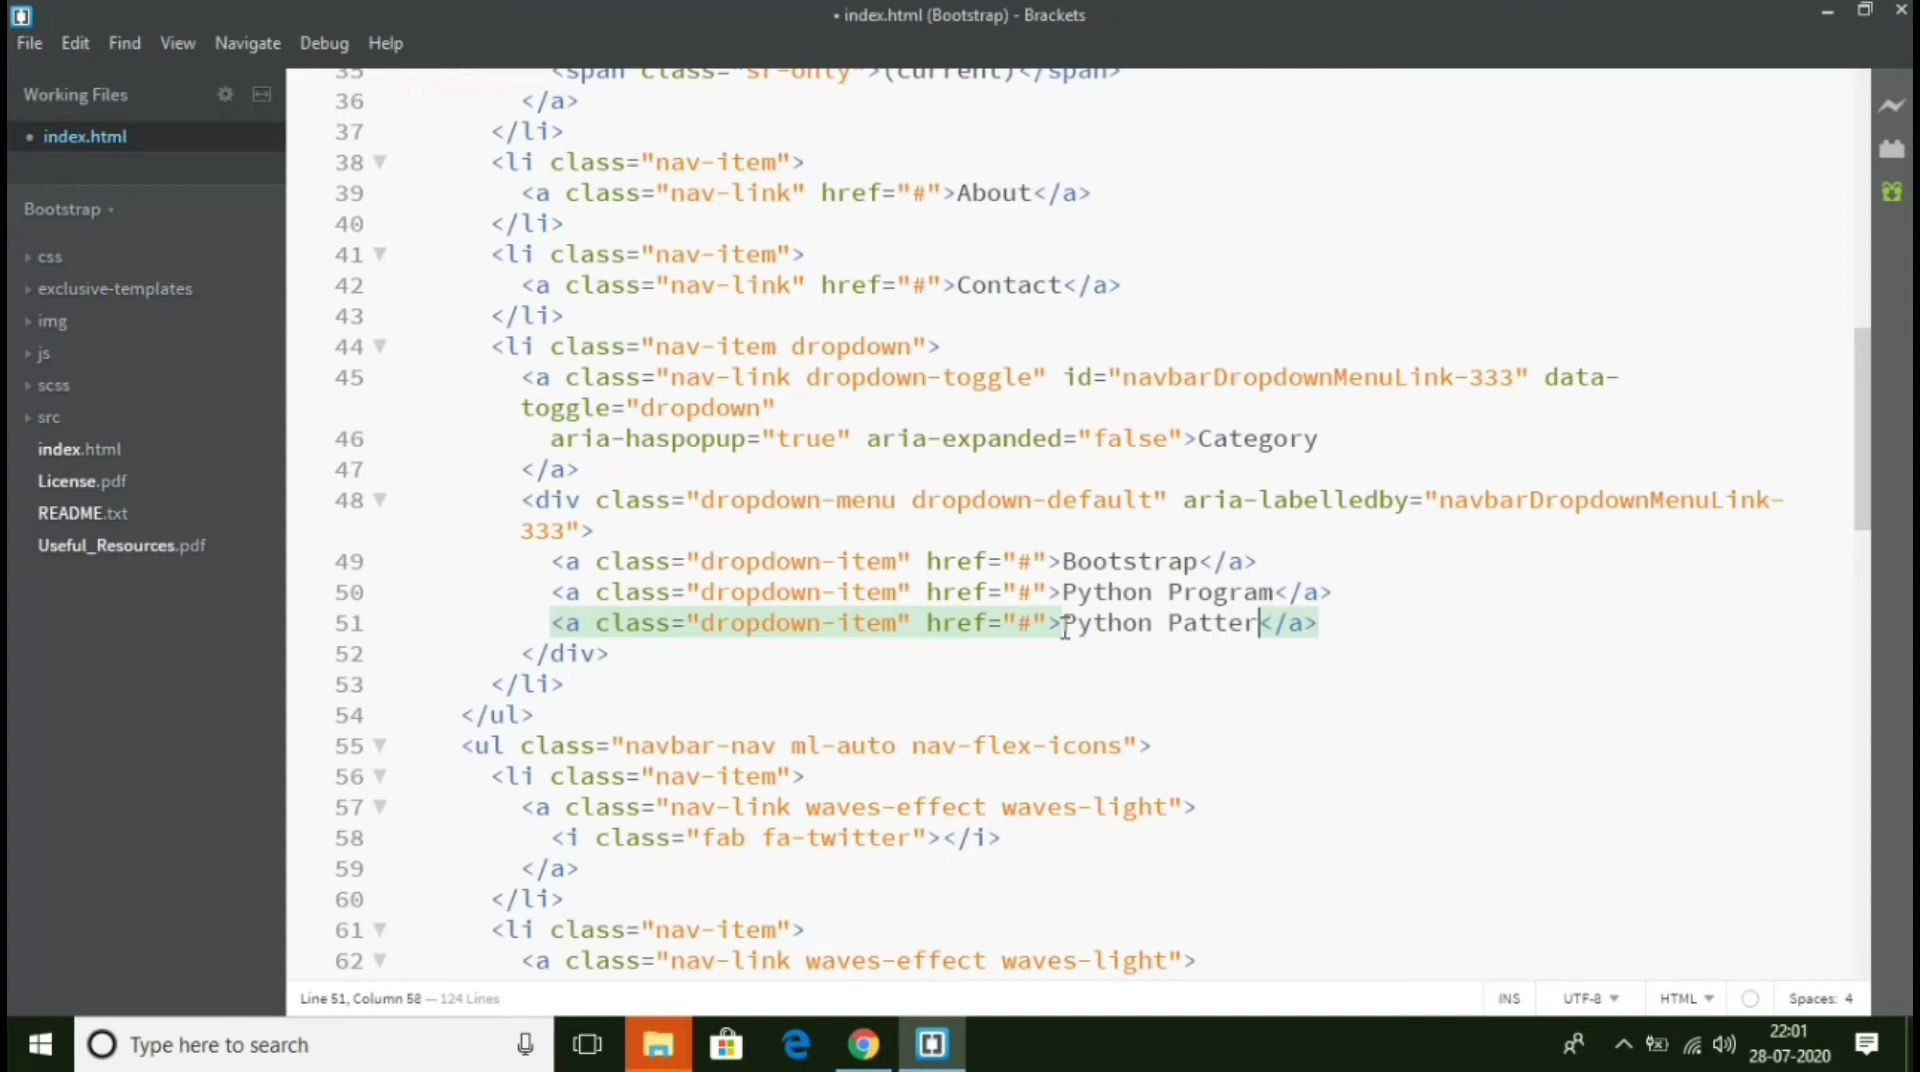 • index.html (Bootstrap) - Brackets
File Edit Find View Navigate Debug Help
Working Files
• index.html
Bootstrap
css
exclusive-templates
img
js
scss
src
index.html
License.pdf
README.txt
Useful_Resources.pdf
35 <span class="sr-only">(current)</span>
36 </a>
37 </li>
38 <li class="nav-item">
39 <a class="nav-link" href="#">About</a>
40 </li>
41 <li class="nav-item">
42 <a class="nav-link" href="#">Contact</a>
43 </li>
44 <li class="nav-item dropdown">
45 <a class="nav-link dropdown-toggle" id="navbarDropdownMenuLink-333" data-
toggle="dropdown"
46 aria-haspopup="true" aria-expanded="false">Category
47 </a>
48 <div class="dropdown-menu dropdown-default" aria-labelledby="navbarDropdownMenuLink-
333">
49 <a class="dropdown-item" href="#">Bootstrap</a>
50 <a class="dropdown-item" href="#">Python Program</a>
51 <a class="dropdown-item" href="#">Python Patter</a>
52 </div>
53 </li>
54 </ul>
55 <ul class="navbar-nav ml-auto nav-flex-icons">
56 <li class="nav-item">
57 <a class="nav-link waves-effect waves-light">
58 <i class="fab fa-twitter"></i>
59 </a>
60 </li>
61 <li class="nav-item">
62 <a class="nav-link waves-effect waves-light">
Line 51, Column 58 — 124 Lines
INS UTF-8 HTML Spaces: 4
Type here to search
22:01
28-07-2020